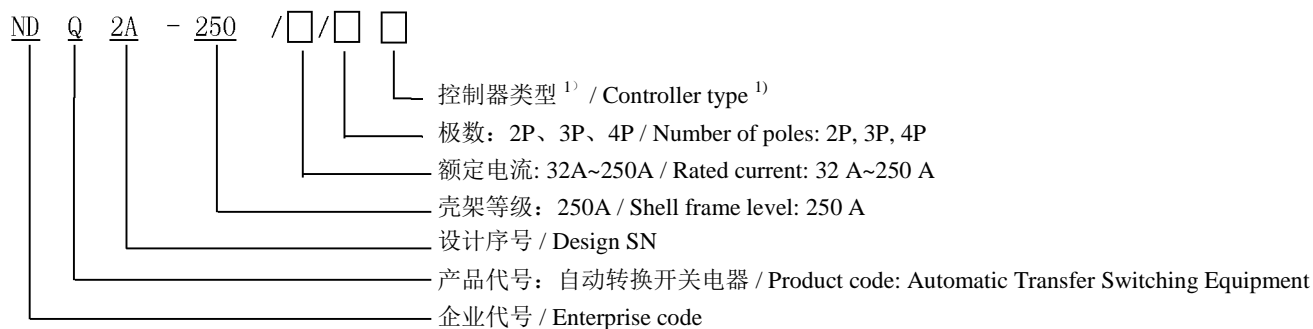 ND Q 2A - 250 /□/□ □
控制器类型 1） / Controller type 1)
极数：2P、3P、4P / Number of poles: 2P, 3P, 4P
额定电流: 32A~250A / Rated current: 32 A~250 A
壳架等级：250A / Shell frame level: 250 A
设计序号 / Design SN
产品代号：自动转换开关电器 / Product code: Automatic Transfer Switching Equipment
企业代号 / Enterprise code